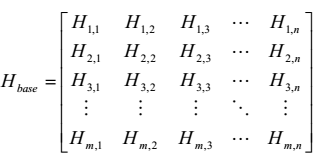 H_{base} = [ H_{1,1} H_{1,2} H_{1,3} ⋯ H_{1,n}
H_{2,1} H_{2,2} H_{2,3} ⋯ H_{2,n}
H_{3,1} H_{3,2} H_{3,3} ⋯ H_{3,n}
⋮ ⋮ ⋮ ⋱ ⋮
H_{m,1} H_{m,2} H_{m,3} ⋯ H_{m,n} ]